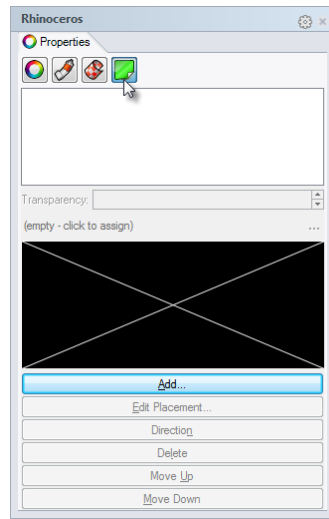 Rhinoceros
Properties
Transparency:
(empty - click to assign) ...
Add...
Edit Placement...
Direction
Delete
Move Up
Move Down